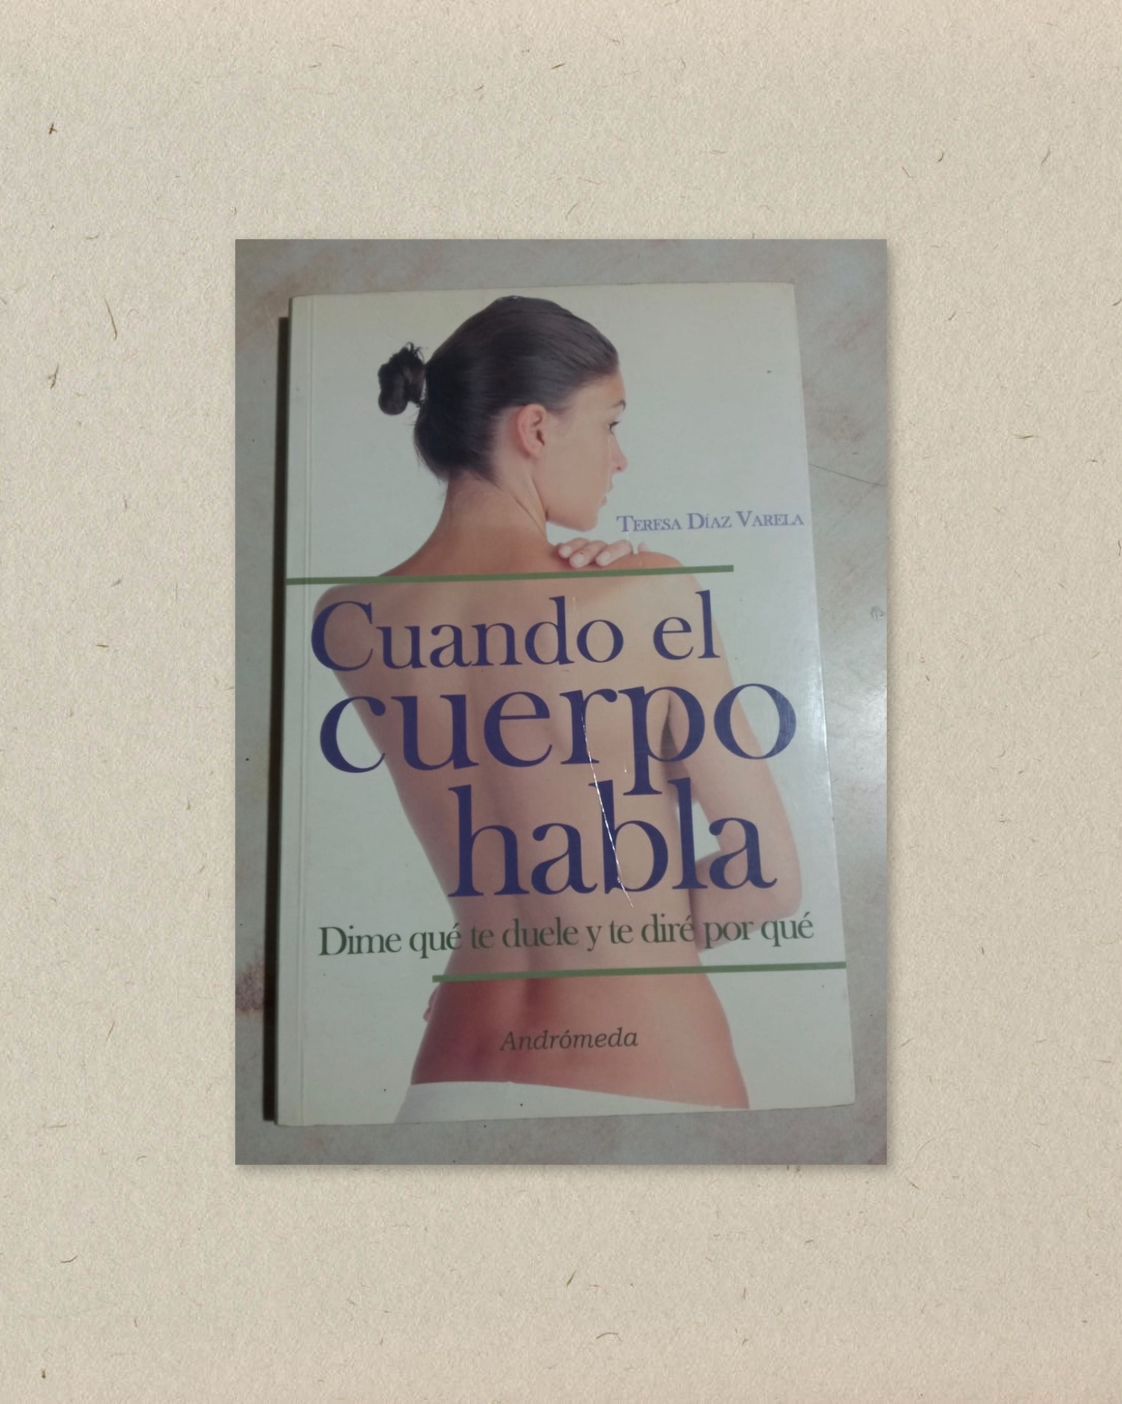 TERESA DÍAZ VARELA
Cuando el
cuerpo
habla
Dime qué te duele y te diré por qué
Andrómeda